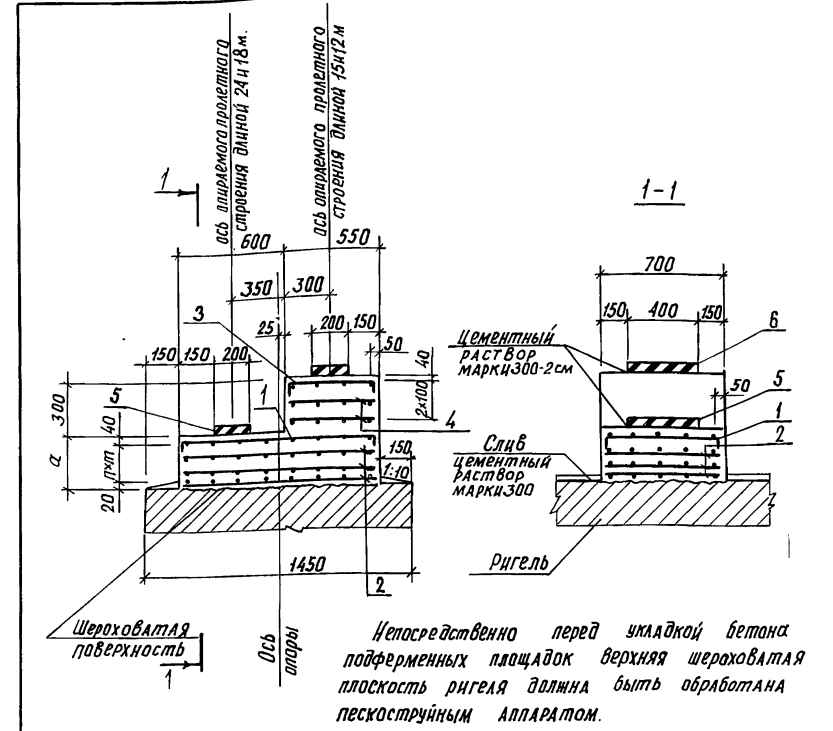 ось опираемого пролетного
строения длиной 24 и 18 м.
ось опираемого пролетного
строения длиной 15 и 12 м
1
1-1
600
550
700
350
300
150
400
150
6
3
25
200
150
50
Цементный
раствор
марки 300-2см
150
150
200
40
50
5
300
5
1
2×100
4
1
2
40
Слив
цементный
раствор
марки 300
а
n×m
150
1:10
20
Ригель
1450
2
Шероховатая
поверхность
1
Ось
опоры
Непосредственно перед укладкой бетона
подферменных площадок верхняя шероховатая
плоскость ригеля должна быть обработана
пескоструйным аппаратом.